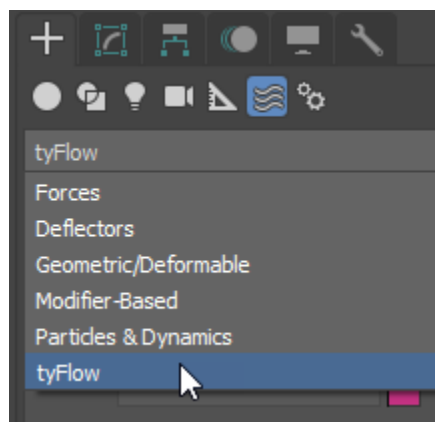 tyFlow
Forces
Deflectors
Geometric/Deformable
Modifier-Based
Particles & Dynamics
tyFlow